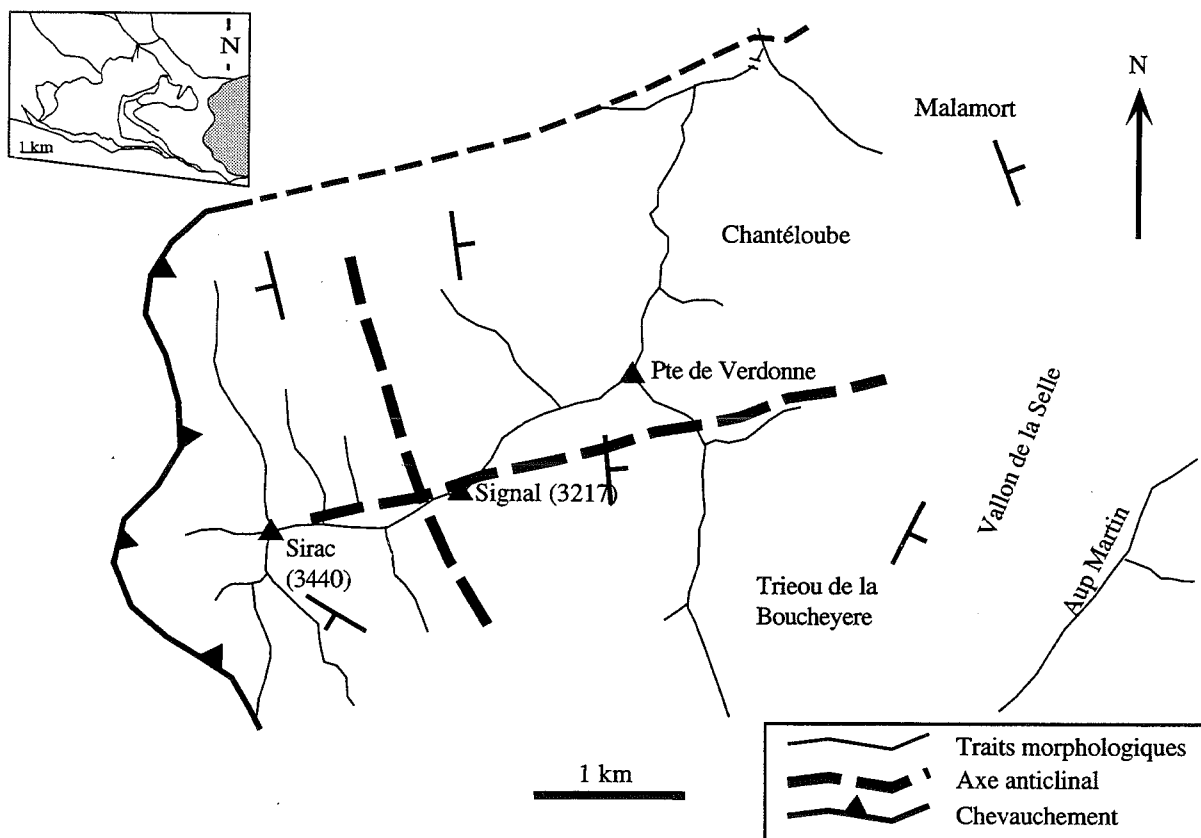 N
1 km
N
Malamort
Chantéloube
Pte de Verdonne
Vallon de la Selle
Signal (3217)
Sirac
(3440)
Aup Martin
Trieou de la
Boucheyere
1 km
Traits morphologiques
Axe anticlinal
Chevauchement